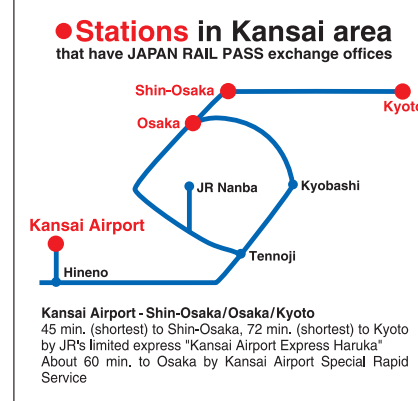 Stations in Kansai area
that have JAPAN RAIL PASS exchange offices
Shin-Osaka
Kyoto
Osaka
JR Nanba
Kyobashi
Kansai Airport
Tennoji
Hineno
Kansai Airport - Shin-Osaka/Osaka/Kyoto
45 min. (shortest) to Shin-Osaka, 72 min. (shortest) to Kyoto
by JR's limited express "Kansai Airport Express Haruka"
About 60 min. to Osaka by Kansai Airport Special Rapid
Service